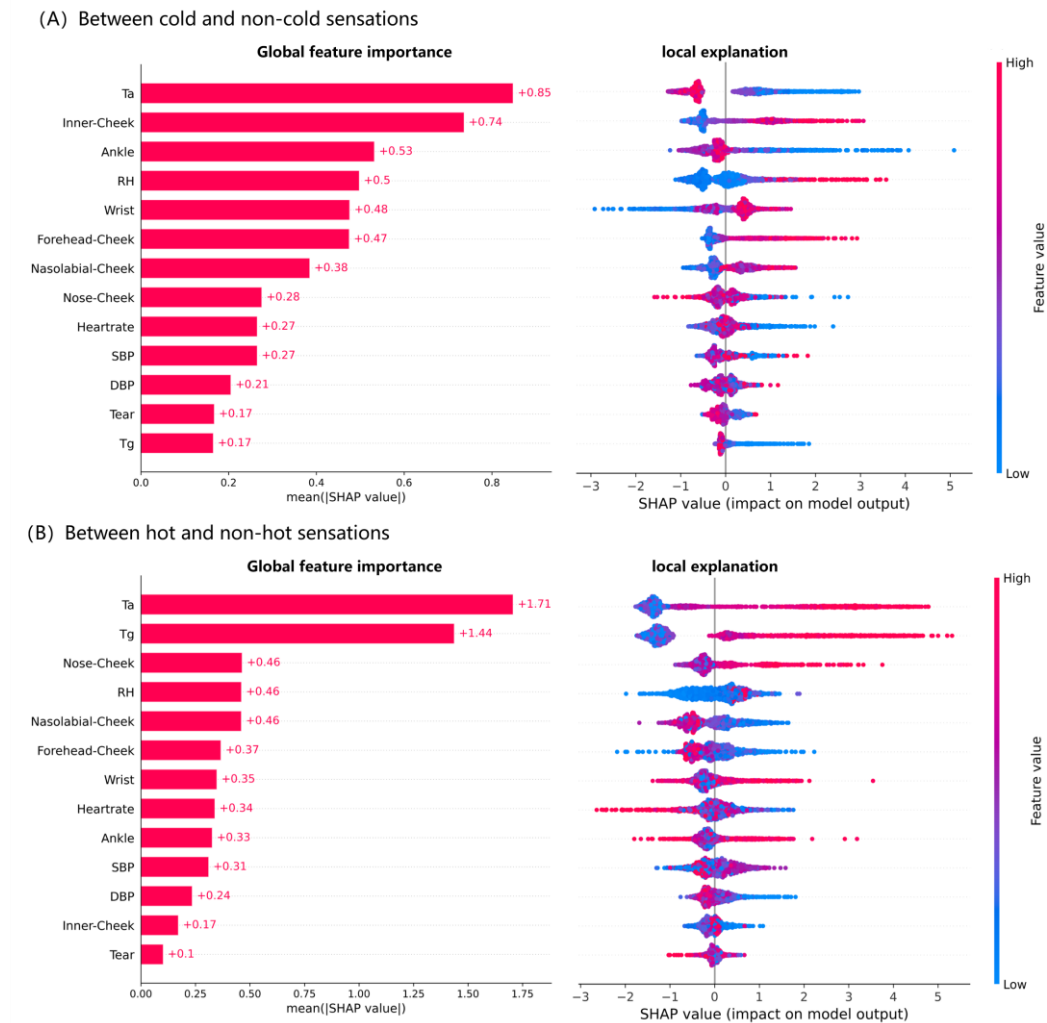 (A) Between cold and non-cold sensations
Global feature importance
local explanation
Ta
+0.85
Inner-Cheek
+0.74
Ankle
+0.53
RH
+0.5
Wrist
+0.48
Forehead-Cheek
+0.47
Nasolabial-Cheek
+0.38
Nose-Cheek
+0.28
Heartrate
+0.27
SBP
+0.27
DBP
+0.21
Tear
+0.17
Tg
+0.17
0.0 0.2 0.4 0.6 0.8
mean(|SHAP value|)
−3 −2 −1 0 1 2 3 4 5
SHAP value (impact on model output)
High
Feature value
Low
(B) Between hot and non-hot sensations
Global feature importance
local explanation
Ta
+1.71
Tg
+1.44
Nose-Cheek
+0.46
RH
+0.46
Nasolabial-Cheek
+0.46
Forehead-Cheek
+0.37
Wrist
+0.35
Heartrate
+0.34
Ankle
+0.33
SBP
+0.31
DBP
+0.24
Inner-Cheek
+0.17
Tear
+0.1
0.00 0.25 0.50 0.75 1.00 1.25 1.50 1.75
mean(|SHAP value|)
−3 −2 −1 0 1 2 3 4 5
SHAP value (impact on model output)
High
Feature value
Low